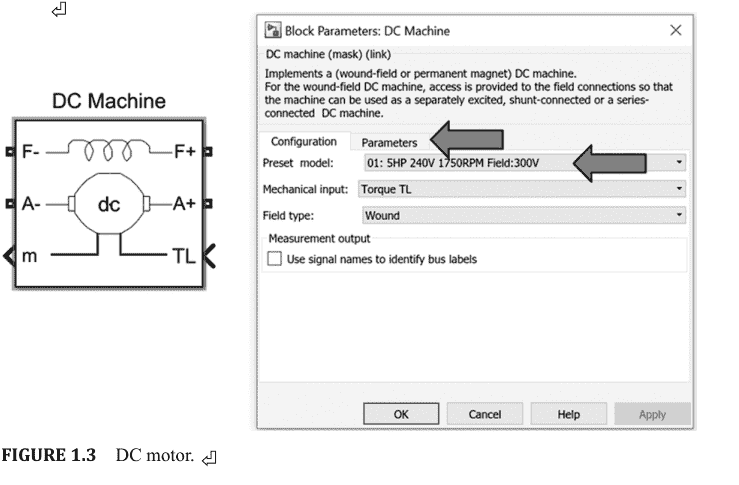 DC Machine
F-
F+
A-
dc
A+
m
TL
Block Parameters: DC Machine
DC machine (mask) (link)
Implements a (wound-field or permanent magnet) DC machine.
For the wound-field DC machine, access is provided to the field connections so that
the machine can be used as a separately excited, shunt-connected or a series-
connected DC machine.
Configuration
Parameters
Preset model:
01: 5HP 240V 1750RPM Field:300V
Mechanical input:
Torque TL
Field type:
Wound
Measurement output
Use signal names to identify bus labels
OK
Cancel
Help
Apply
FIGURE 1.3 DC motor.